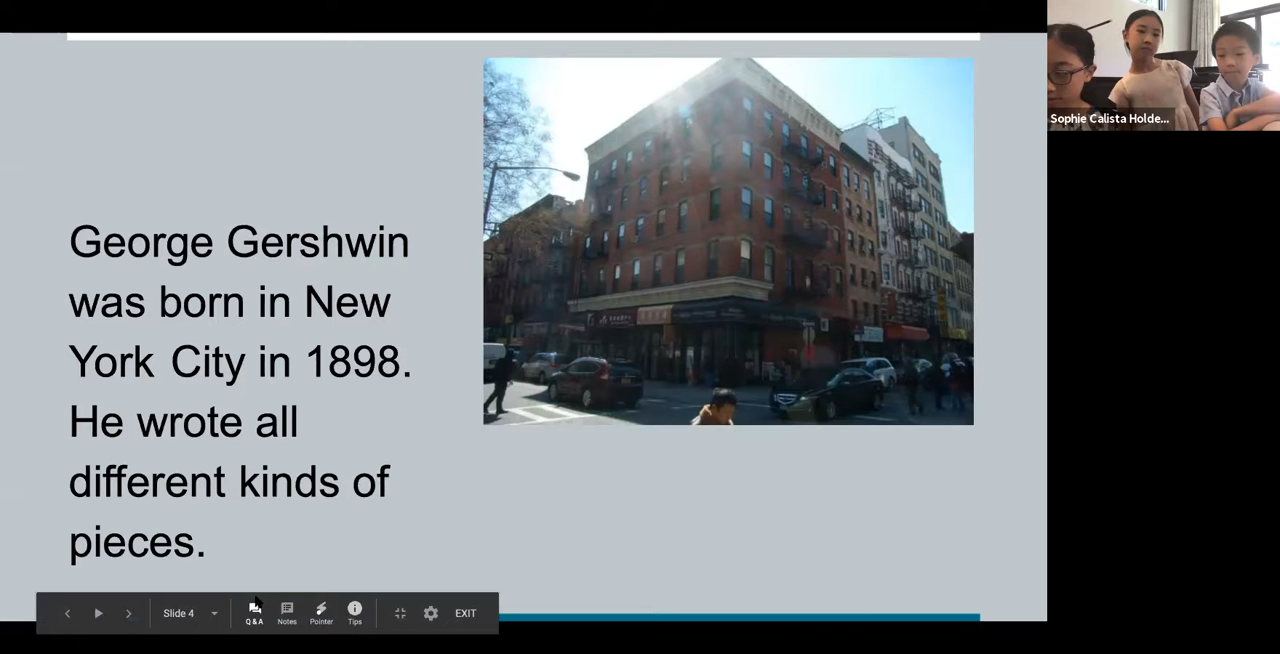 Sophie Calista Holde...
George Gershwin
was born in New
York City in 1898.
He wrote all
different kinds of
pieces.
Slide 4
Q & A
Notes
Pointer
Tips
EXIT